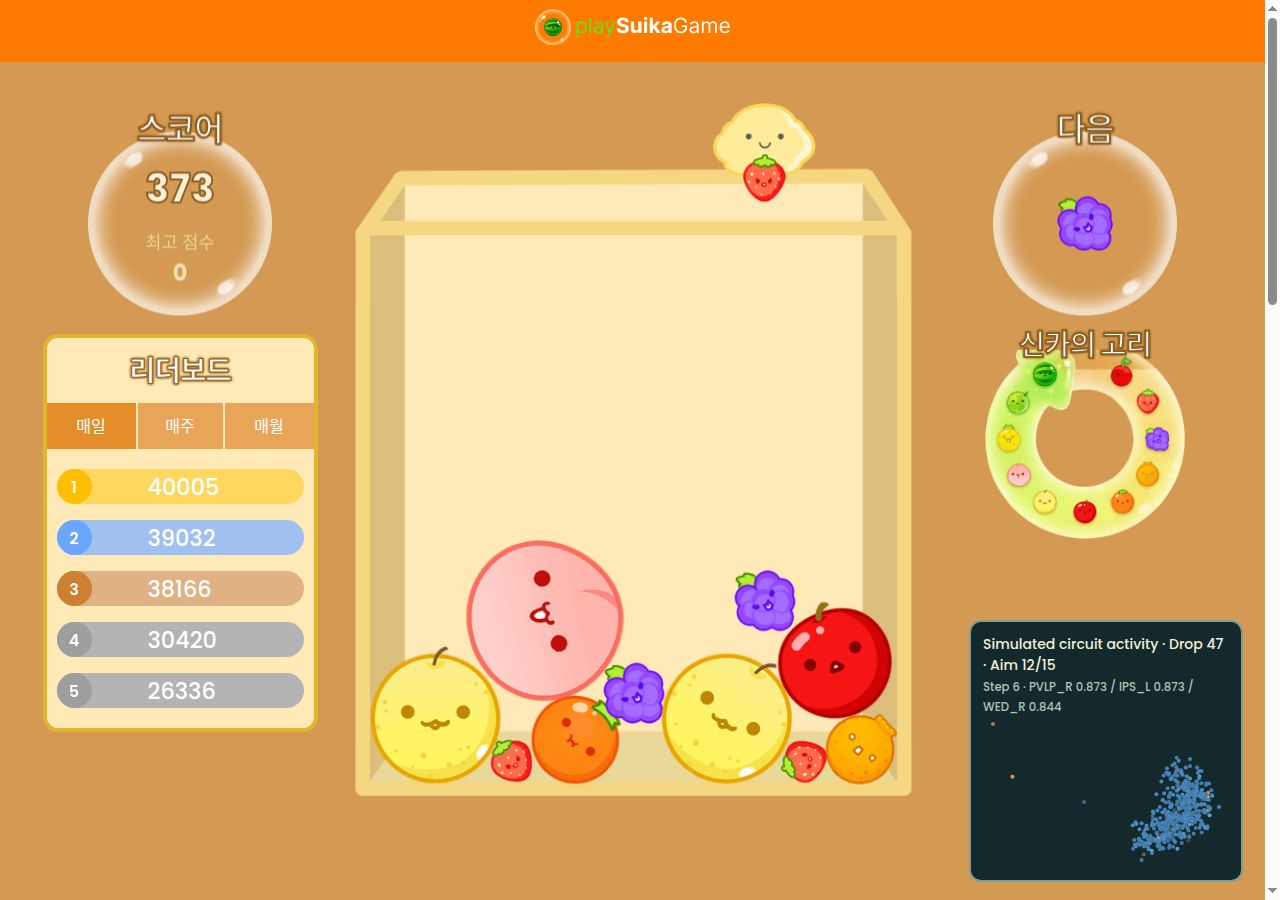 playSuikaGame
스코어
373
최고 점수
0
리더보드
매일 매주 매월
1 40005
2 39032
3 38166
4 30420
5 26336
다음
신카의 고리
Simulated circuit activity · Drop 47
· Aim 12/15
Step 6 · PVLP_R 0.873 / IPS_L 0.873 /
WED_R 0.844